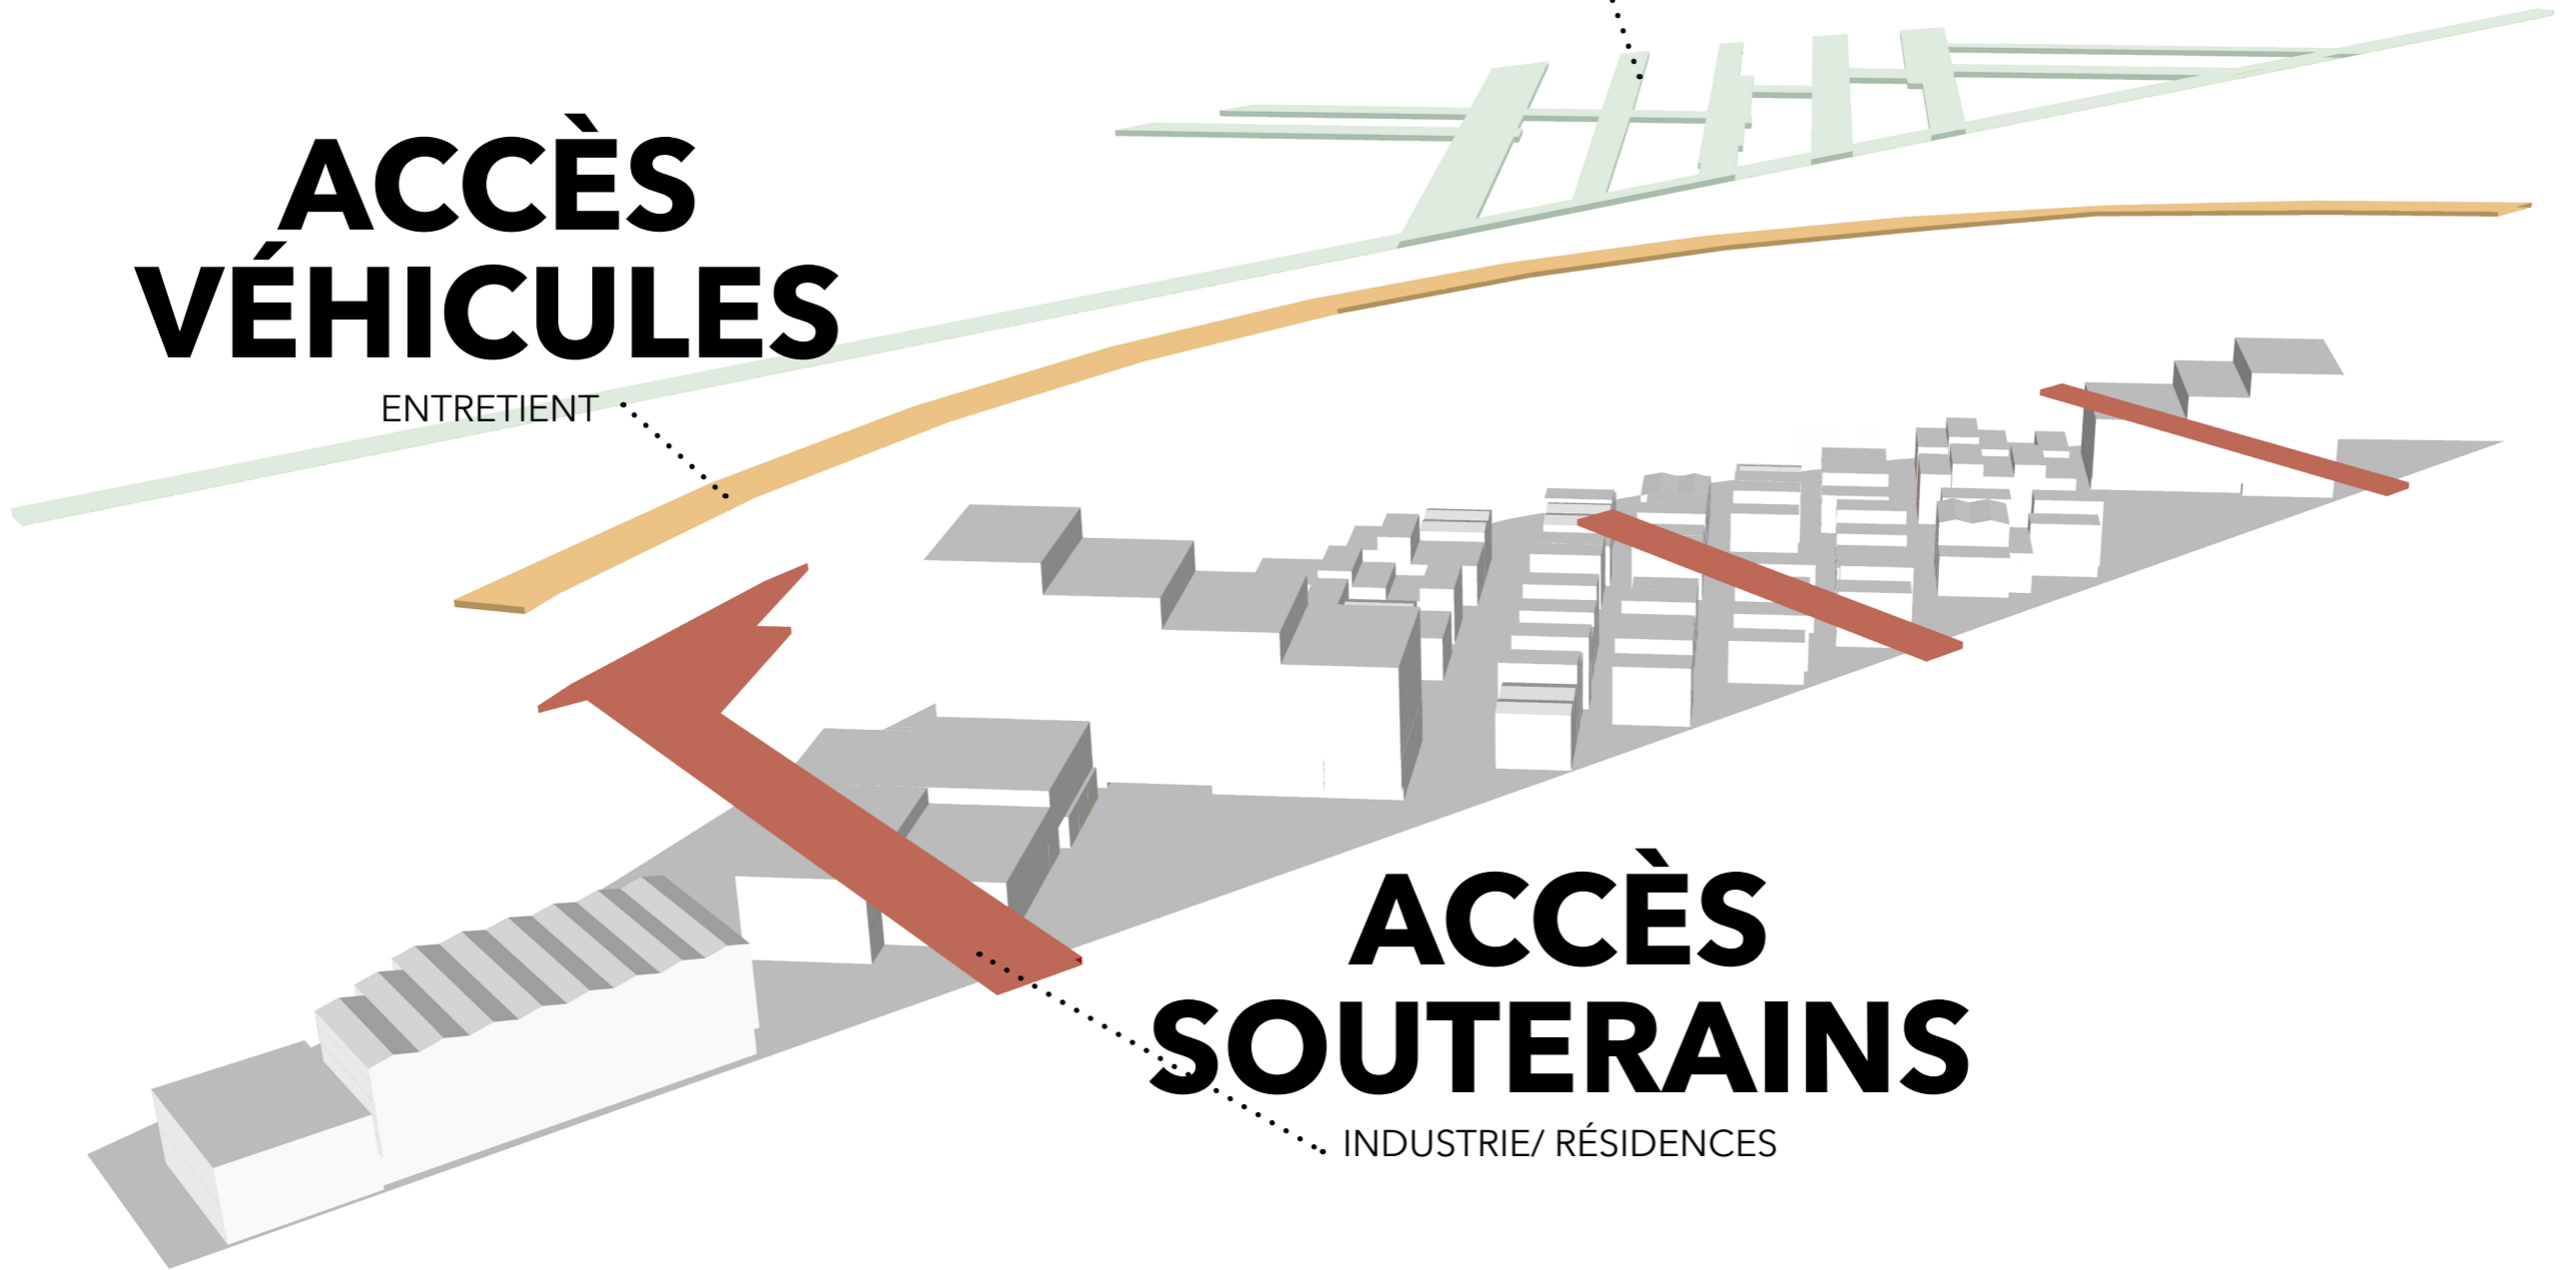 ACCÈS
VÉHICULES
ENTRETIENT
ACCÈS
SOUTERAINS
INDUSTRIE/ RÉSIDENCES